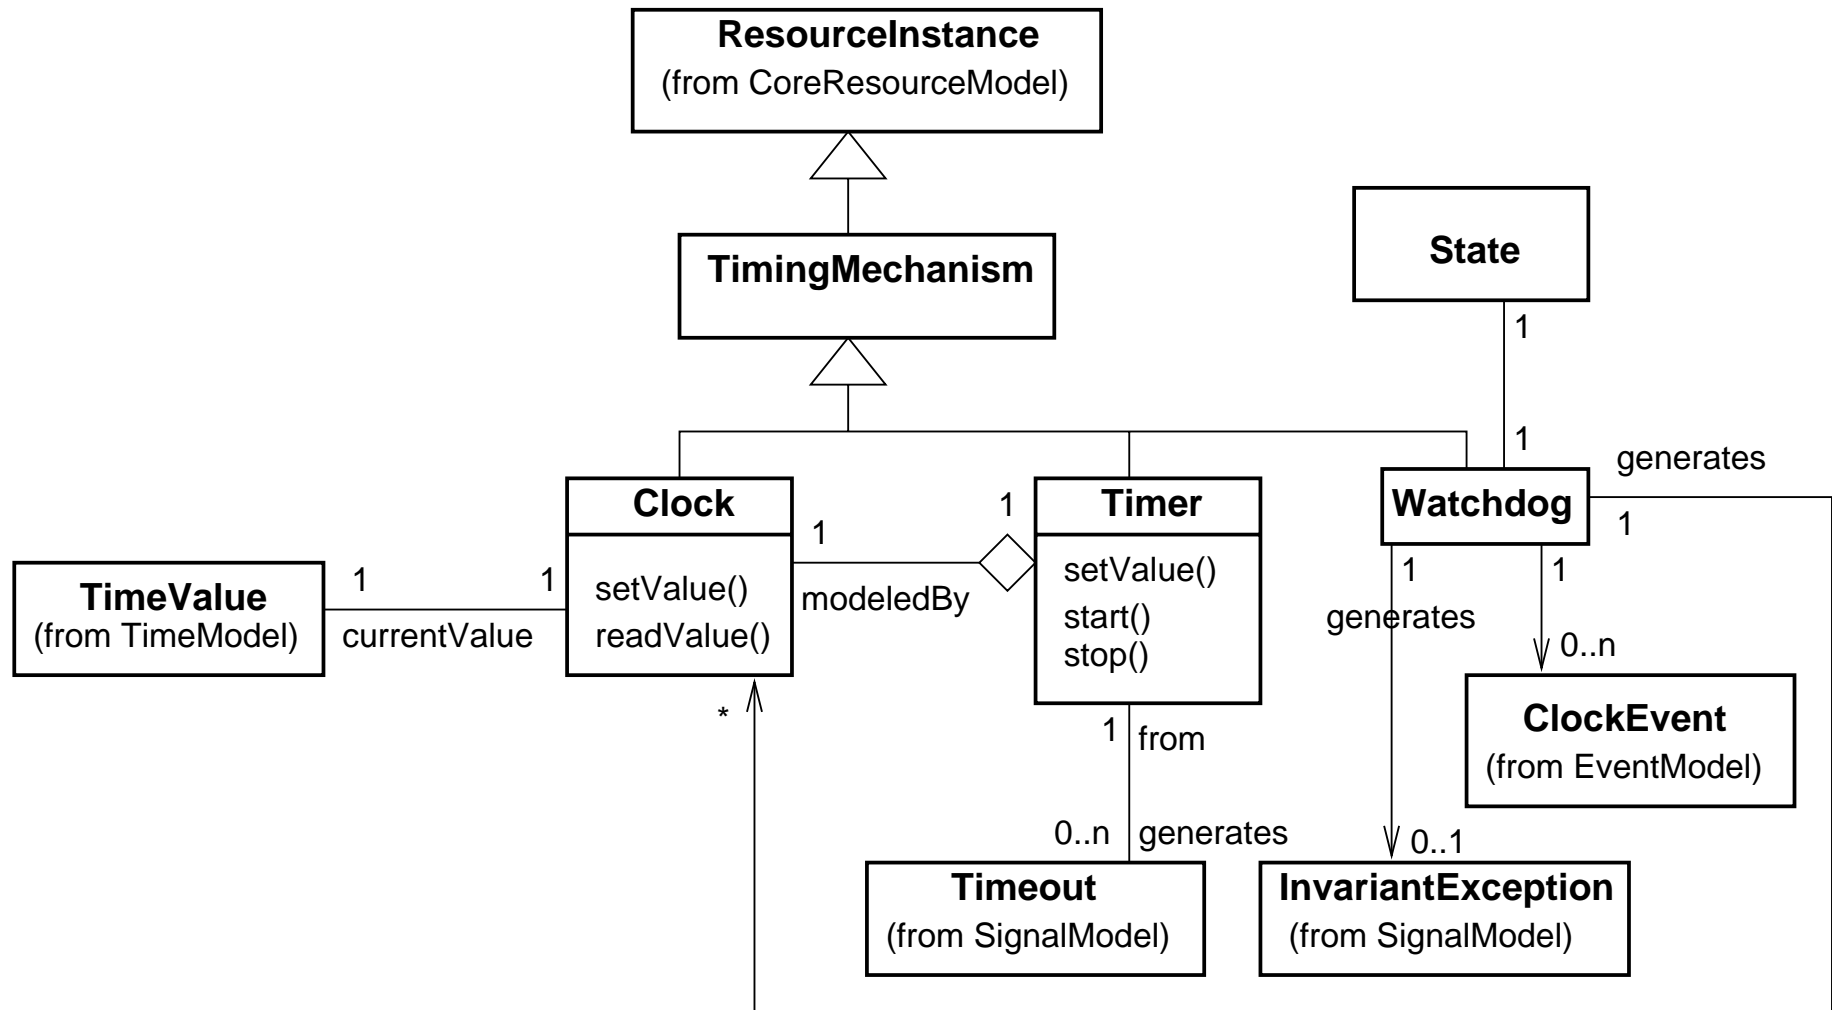 ResourceInstance
(from CoreResourceModel)
TimingMechanism
State
1
1
generates
1
Clock
setValue()
readValue()
1
modeledBy
1
Timer
setValue()
start()
stop()
Watchdog
TimeValue
(from TimeModel)
1
1
currentValue
1
generates
1
0..n
ClockEvent
(from EventModel)
*
1
from
0..n
generates
0..1
Timeout
(from SignalModel)
InvariantException
(from SignalModel)